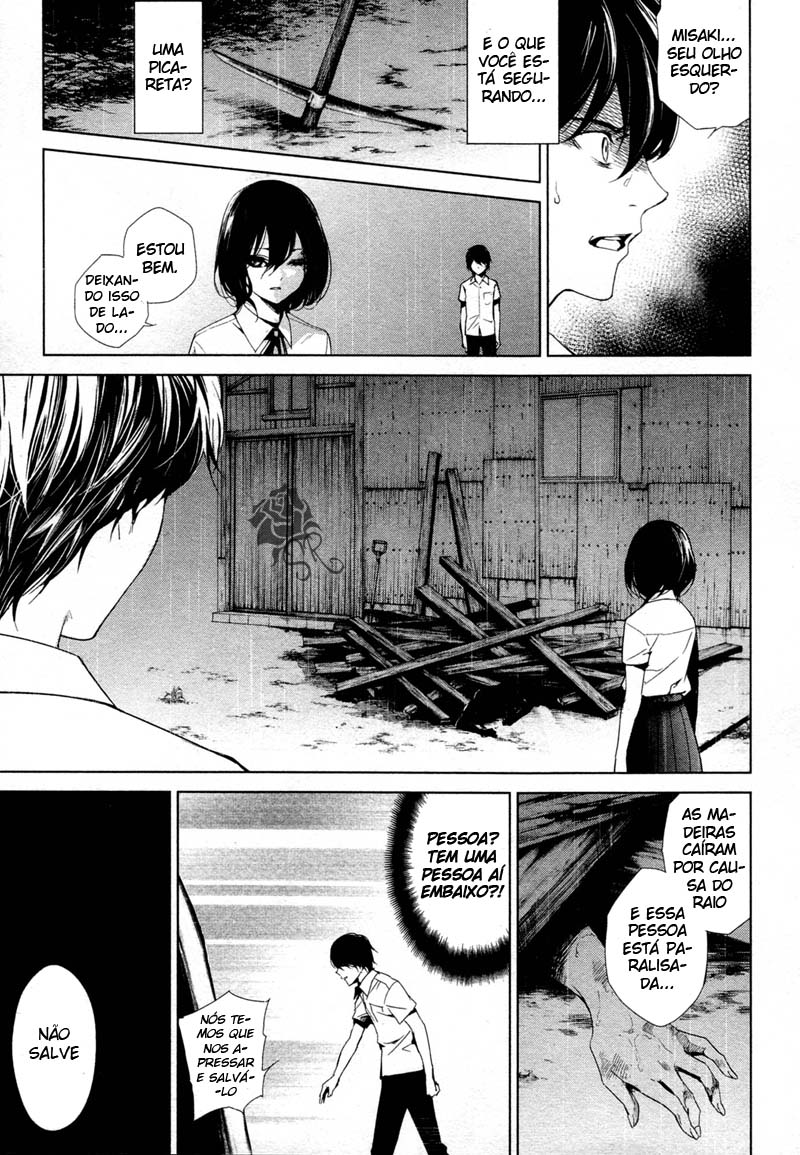 MISAKI...
SEU OLHO
ESQUER-
DO?
E O QUE
VOCÊ ES-
TÁ SEGU-
RANDO...
UMA
PICA-
RETA?
ESTOU
BEM.
DEIXAN-
DO ISSO
DE LA-
DO...
SR
AS MA-
DEIRAS
CAÍRAM
POR CAU-
SA DO
RAIO
E ESSA
PESSOA
ESTÁ PA-
RALISA-
DA...
PESSOA?
TEM UMA
PESSOA AÍ
EMBAIXO?!
NÓS TE-
MOS QUE
NOS A-
PRESSAR
E SALVÁ-
LO
NÃO
SALVE